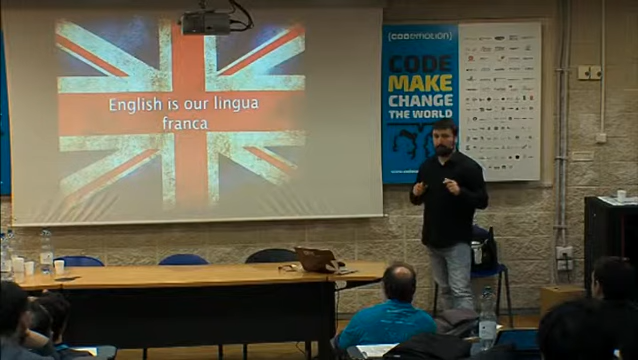 English is our lingua
franca
{codemotion}
CODE
MAKE
CHANGE
THE WORLD